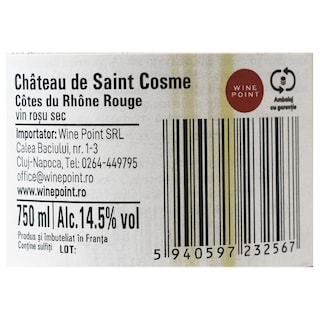 Château de Saint Cosme
Côtes du Rhône Rouge
vin roșu sec
Importator: Wine Point SRL
Calea Baciului, nr. 1-3
Cluj-Napoca, Tel: 0264-449795
office@winepoint.ro
www.winepoint.ro
750 ml | Alc.14.5% vol
Produs și îmbuteliat în Franța
Conține sulfiți LOT:
WINE
POINT
Ambalaj
cu garanție
5 940597 232567